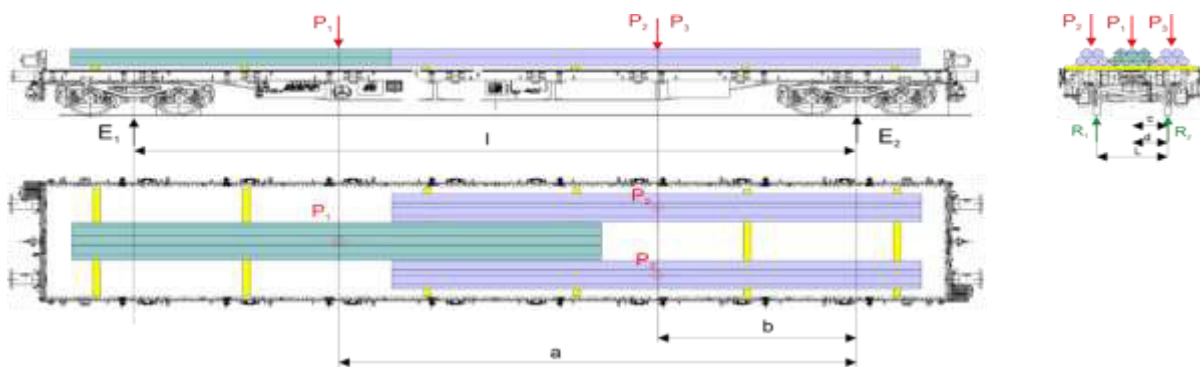 P₁ P₂ P₃
P₂ P₁ P₃
E₁ l E₂
c
d
R₁ R₂
L
P₁ P₂
P₃
b
a